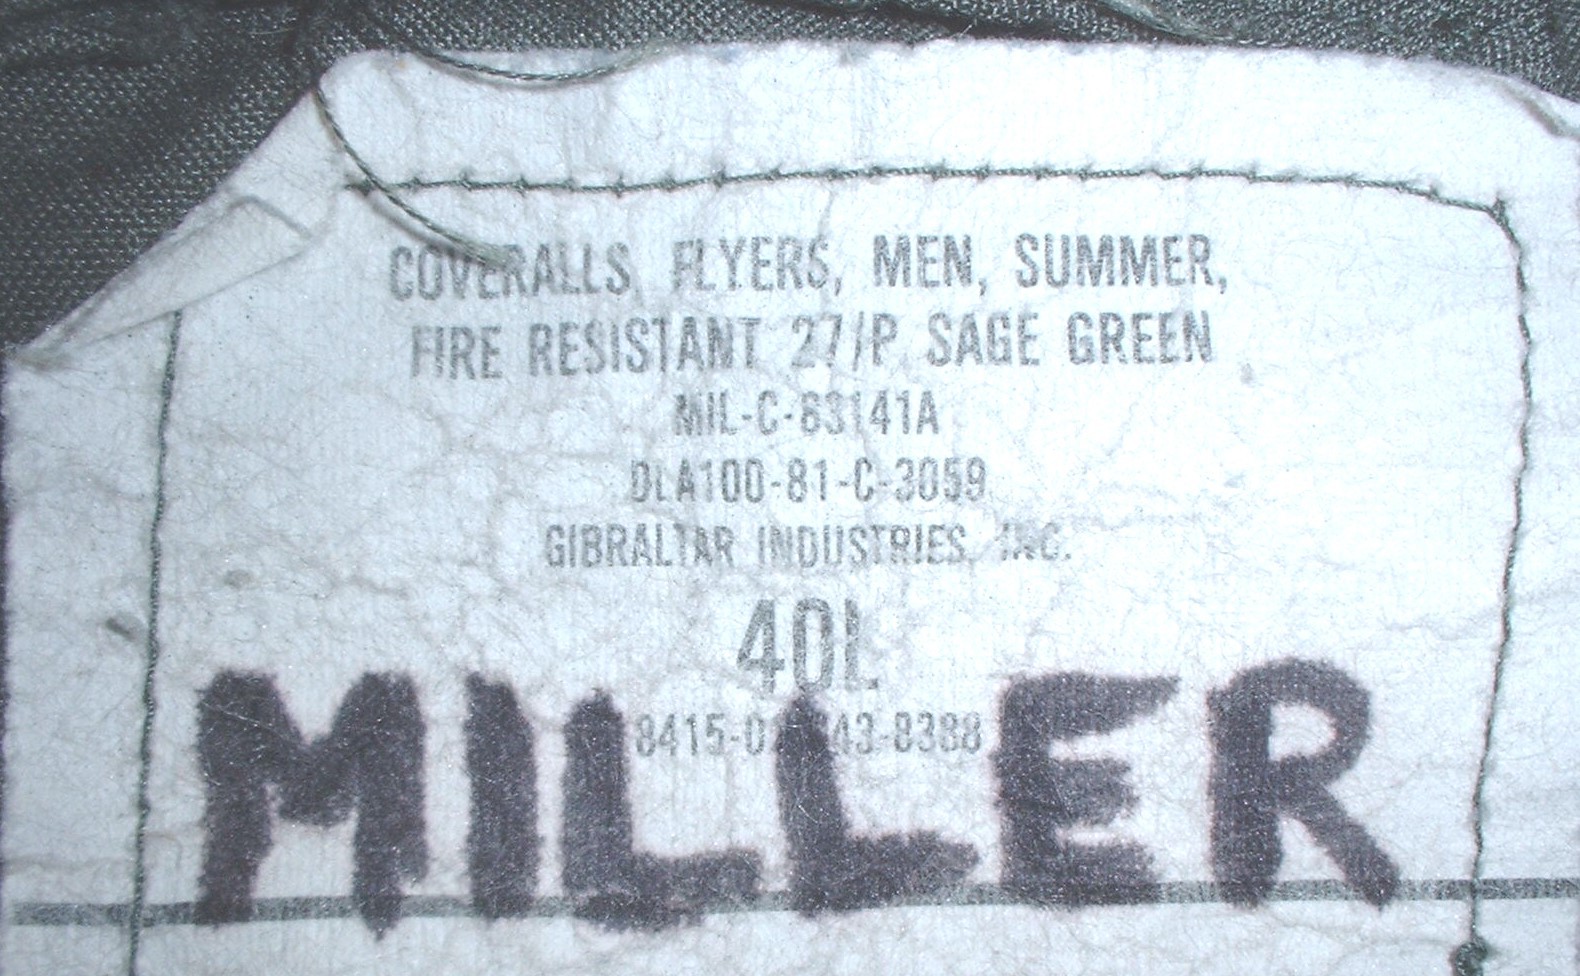 COVERALLS, FLYERS, MEN, SUMMER,
FIRE RESISTANT 27/P, SAGE GREEN
MIL-C-83141A
DLA100-81-C-3059
GIBRALTAR INDUSTRIES, INC.
40L
MILLER